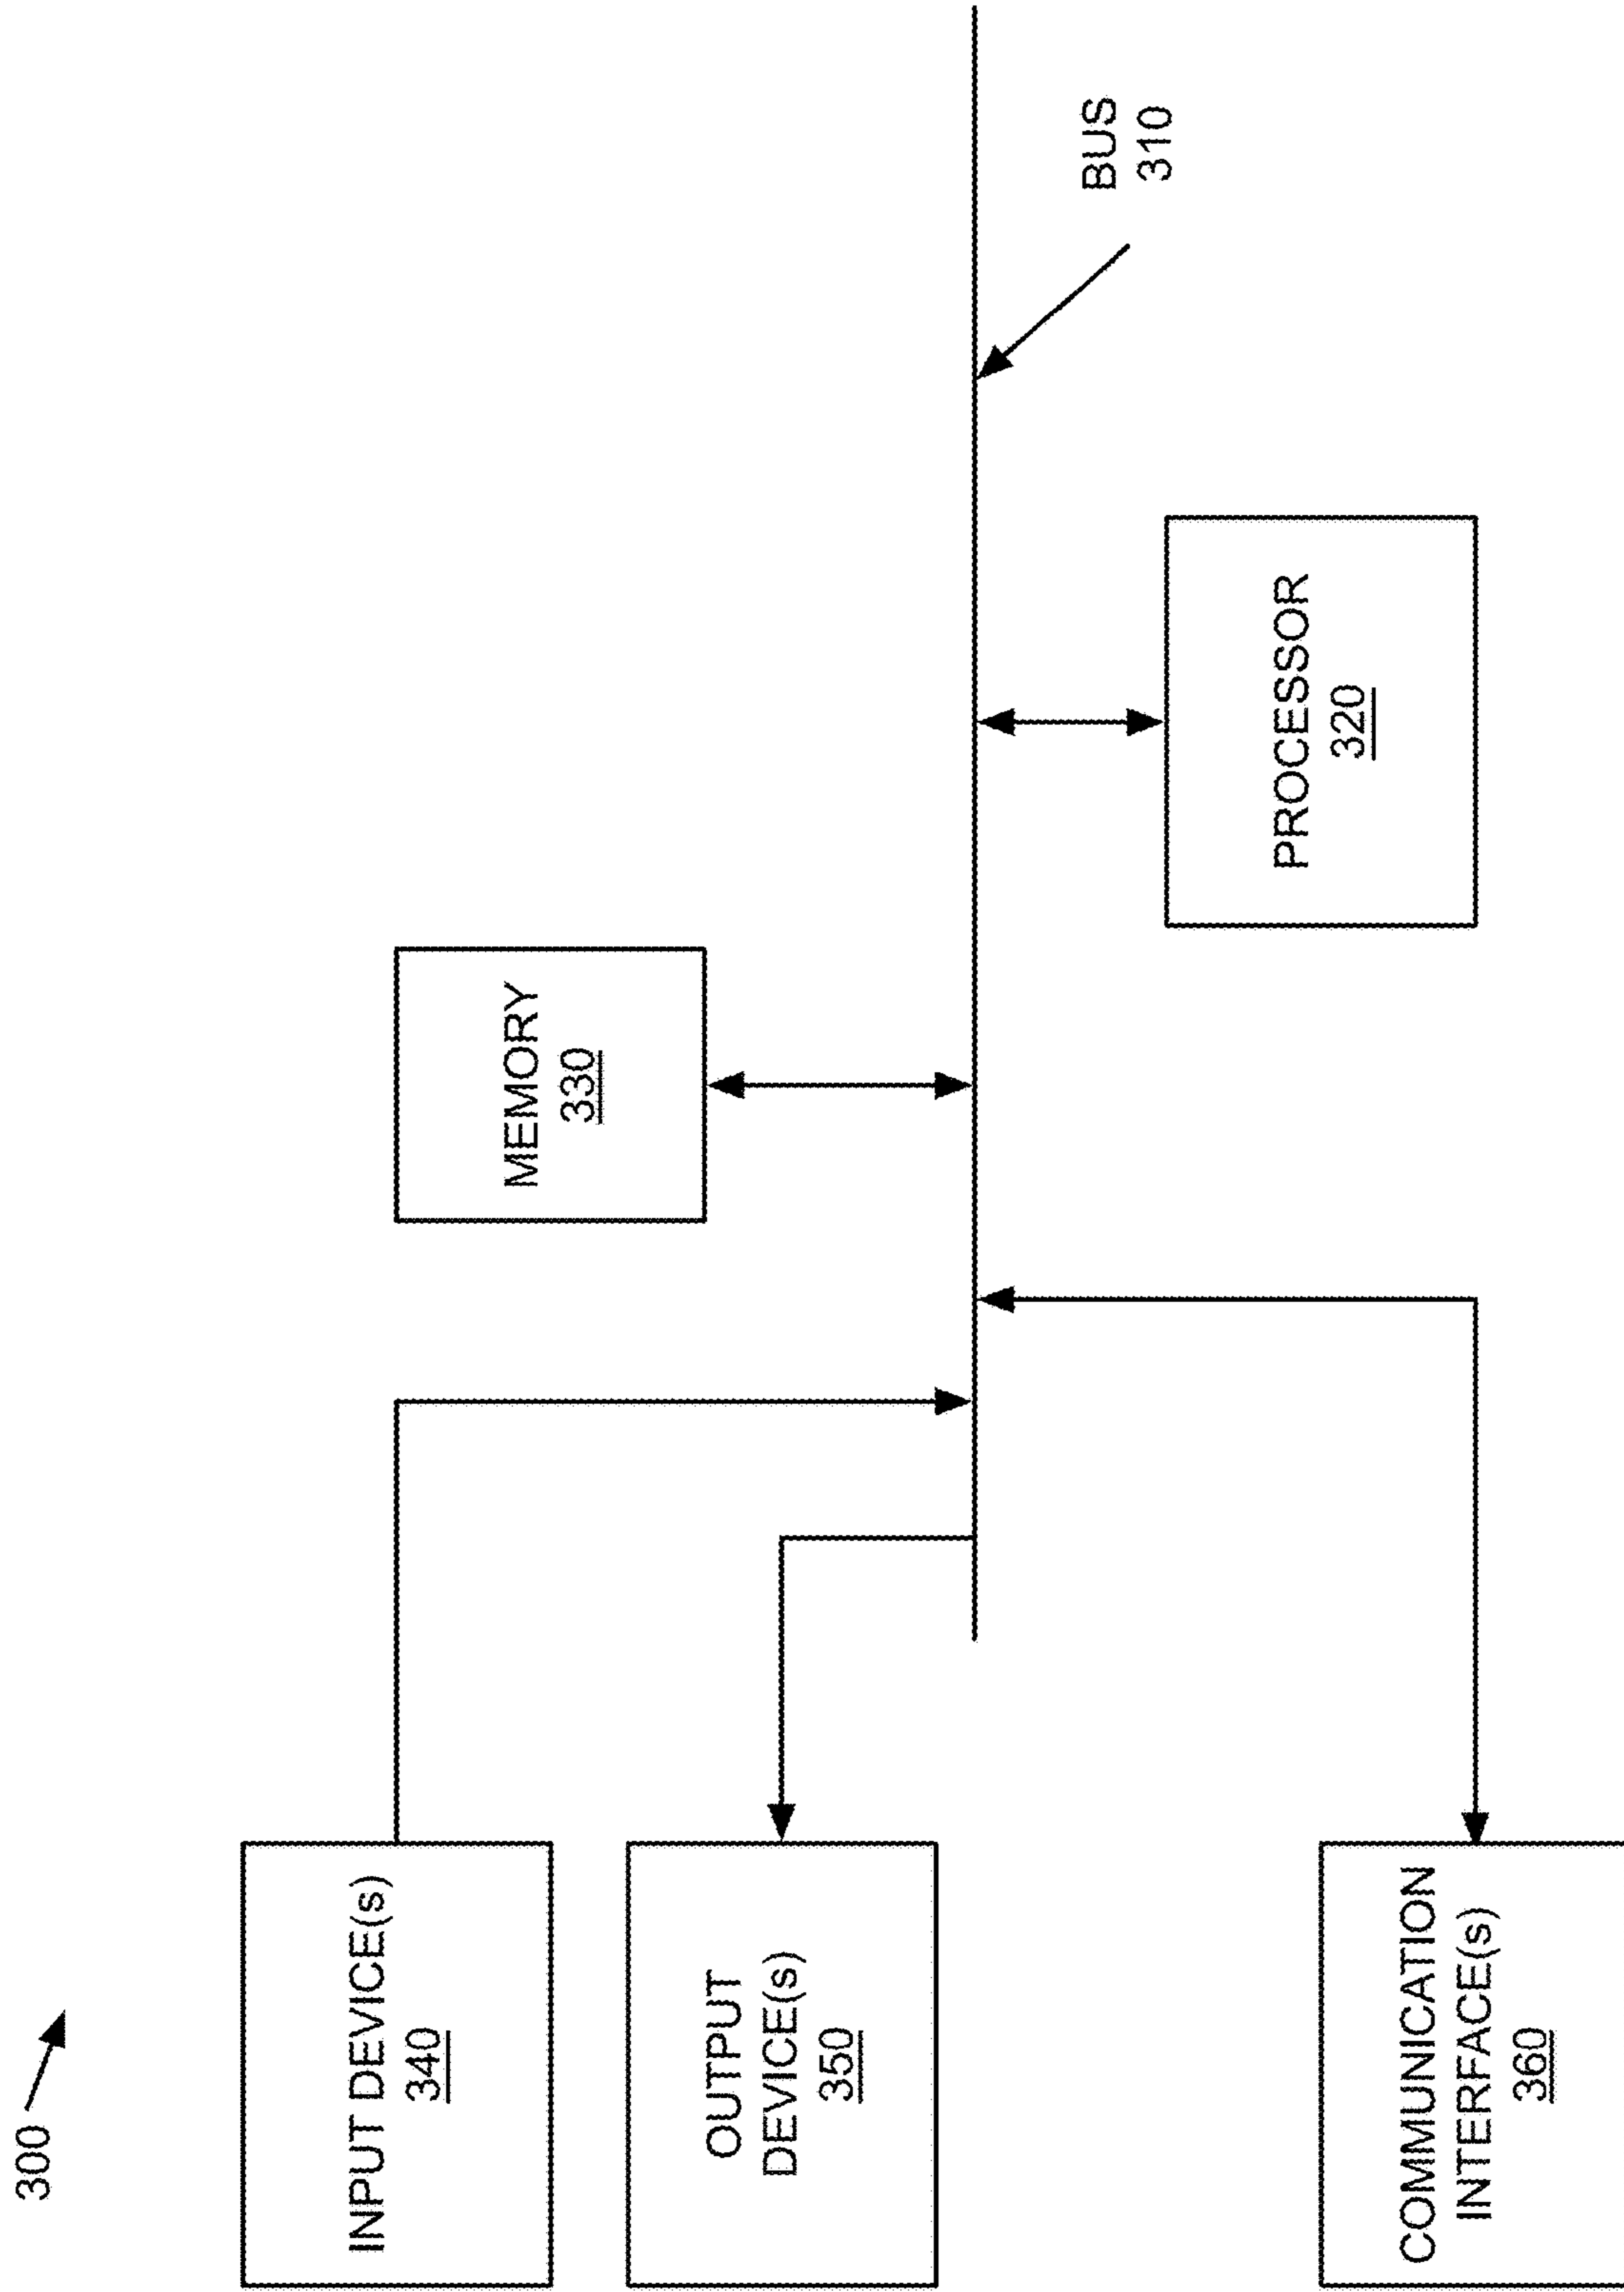 300
INPUT DEVICE(s)
340
OUTPUT
DEVICE(s)
350
COMMUNICATION
INTERFACE(s)
360
MEMORY
330
PROCESSOR
320
BUS
310